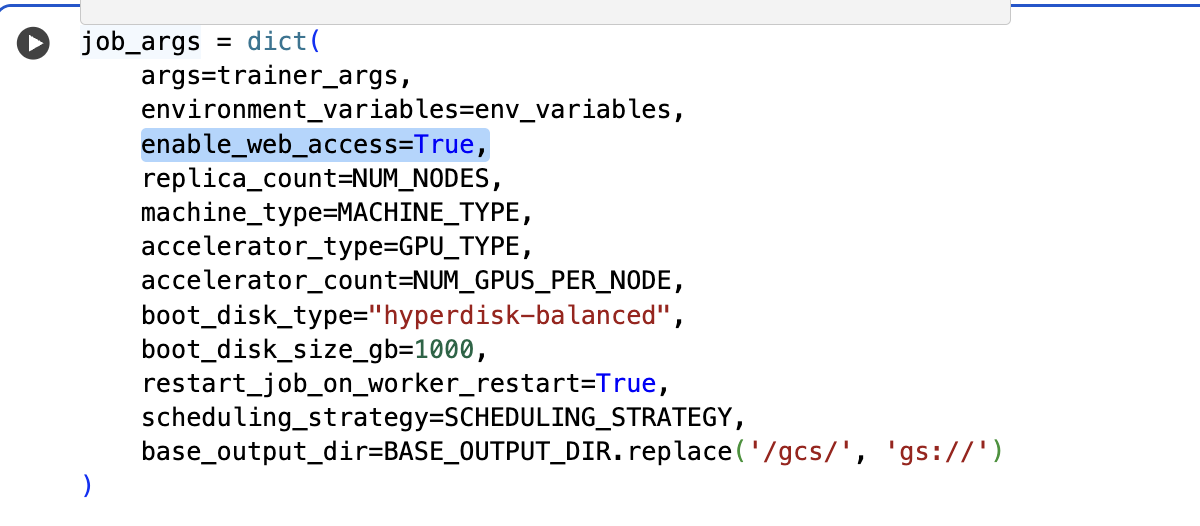 job_args = dict(
    args=trainer_args,
    environment_variables=env_variables,
    enable_web_access=True,
    replica_count=NUM_NODES,
    machine_type=MACHINE_TYPE,
    accelerator_type=GPU_TYPE,
    accelerator_count=NUM_GPUS_PER_NODE,
    boot_disk_type="hyperdisk-balanced",
    boot_disk_size_gb=1000,
    restart_job_on_worker_restart=True,
    scheduling_strategy=SCHEDULING_STRATEGY,
    base_output_dir=BASE_OUTPUT_DIR.replace('/gcs/', 'gs://')
)